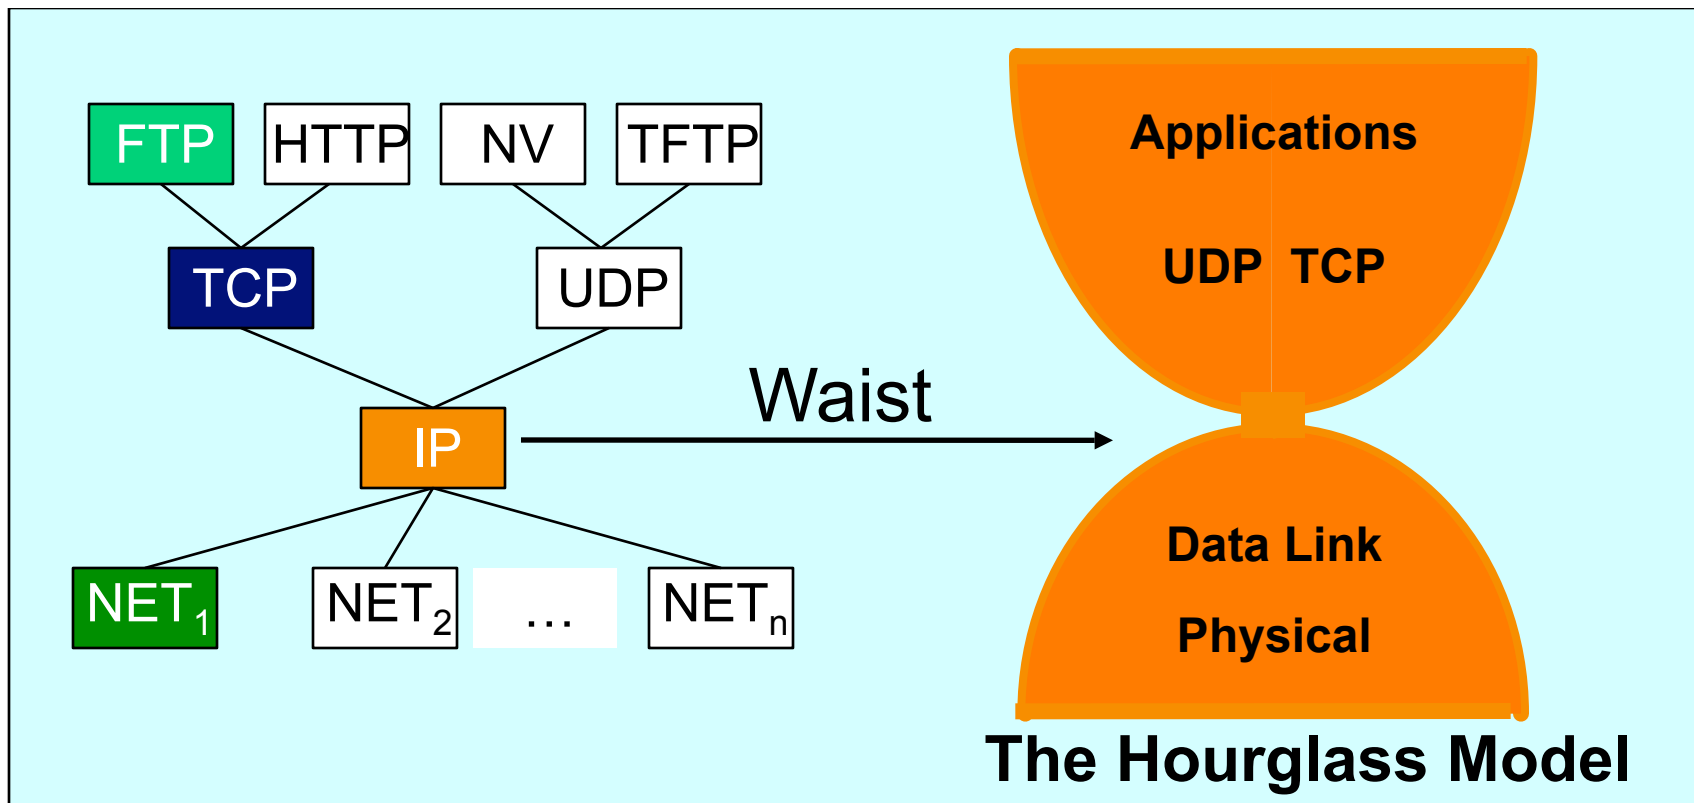 FTP HTTP NV TFTP
TCP UDP
IP
NET₁ NET₂ … NETₙ
Waist
Applications
UDP TCP
Data Link
Physical
The Hourglass Model